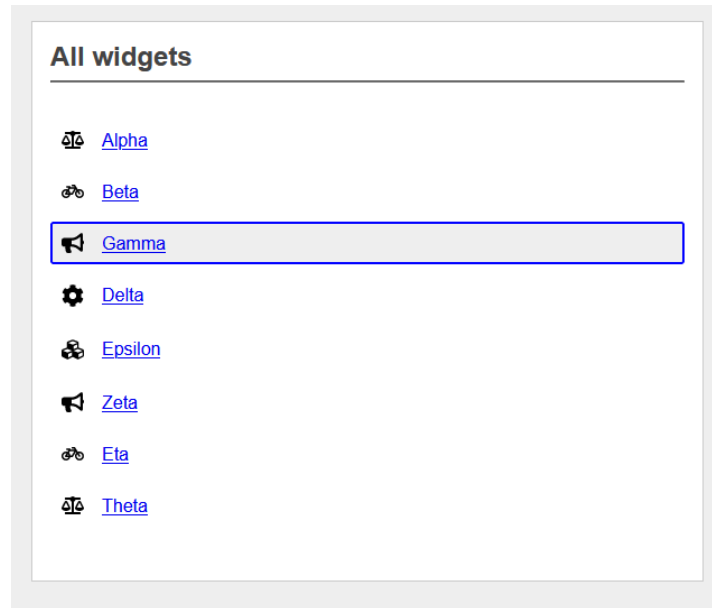 All widgets
Alpha
Beta
Gamma
Delta
Epsilon
Zeta
Eta
Theta